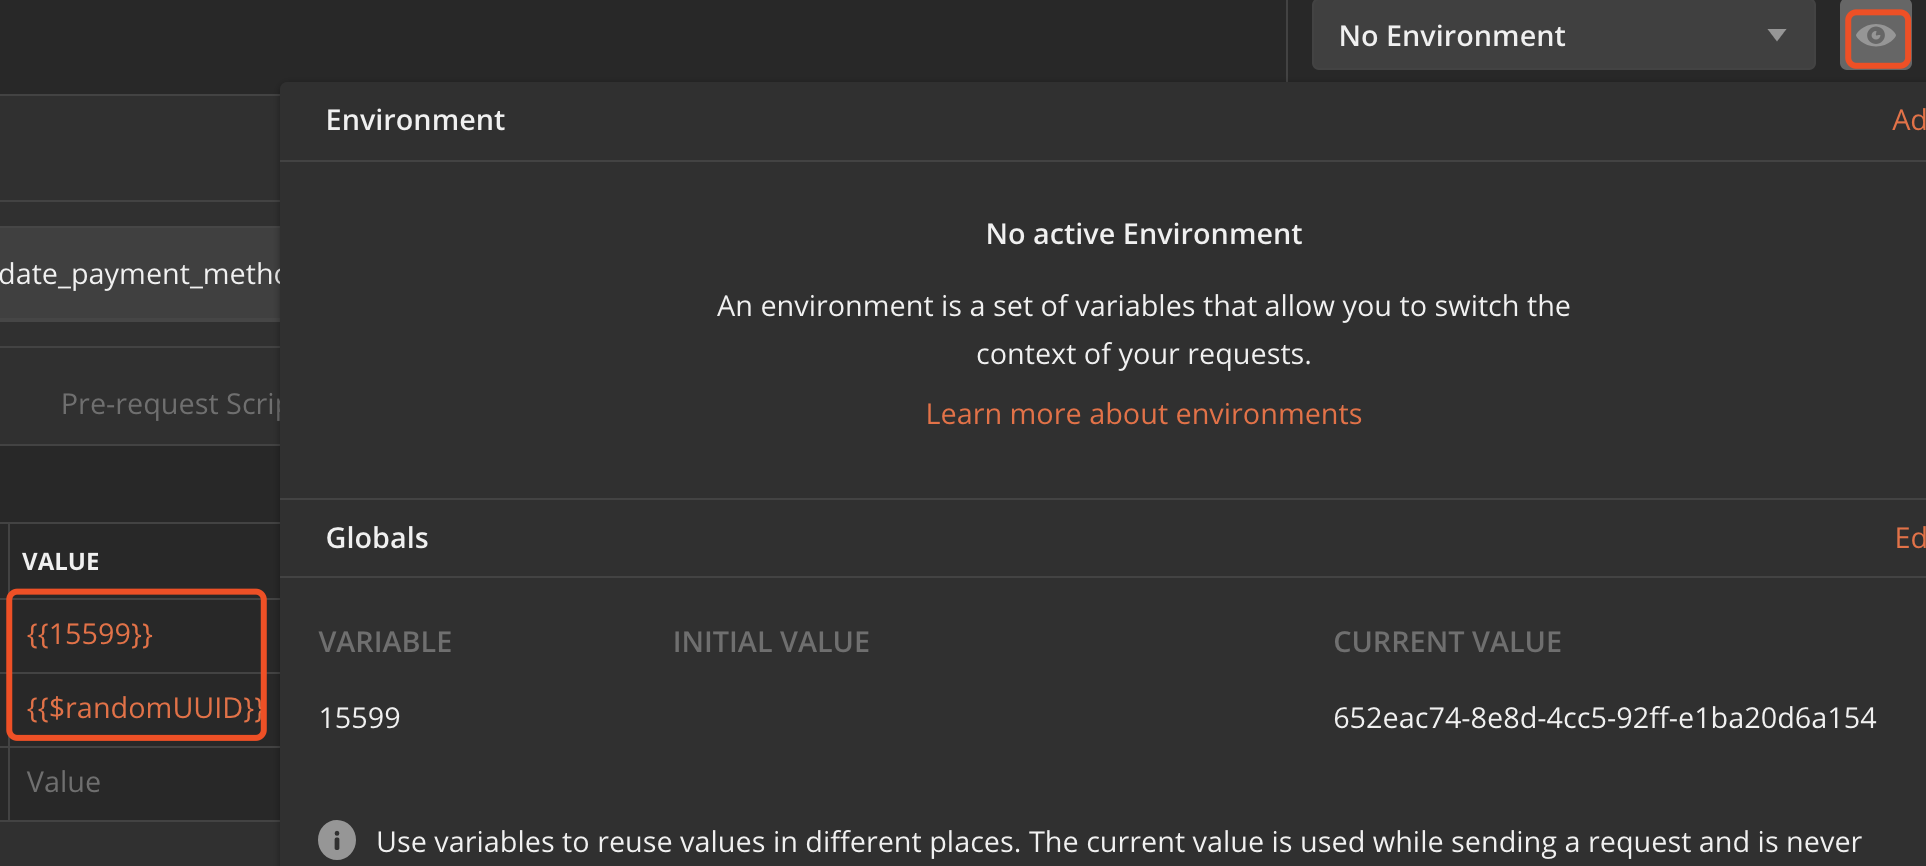 No Environment
Environment
Ad
No active Environment
date_payment_metho
An environment is a set of variables that allow you to switch the
context of your requests.
Pre-request Scrip
Learn more about environments
Globals
Ed
VALUE
{{15599}}
{{$randomUUID}}
Value
VARIABLE INITIAL VALUE CURRENT VALUE
15599 652eac74-8e8d-4cc5-92ff-e1ba20d6a154
Use variables to reuse values in different places. The current value is used while sending a request and is never